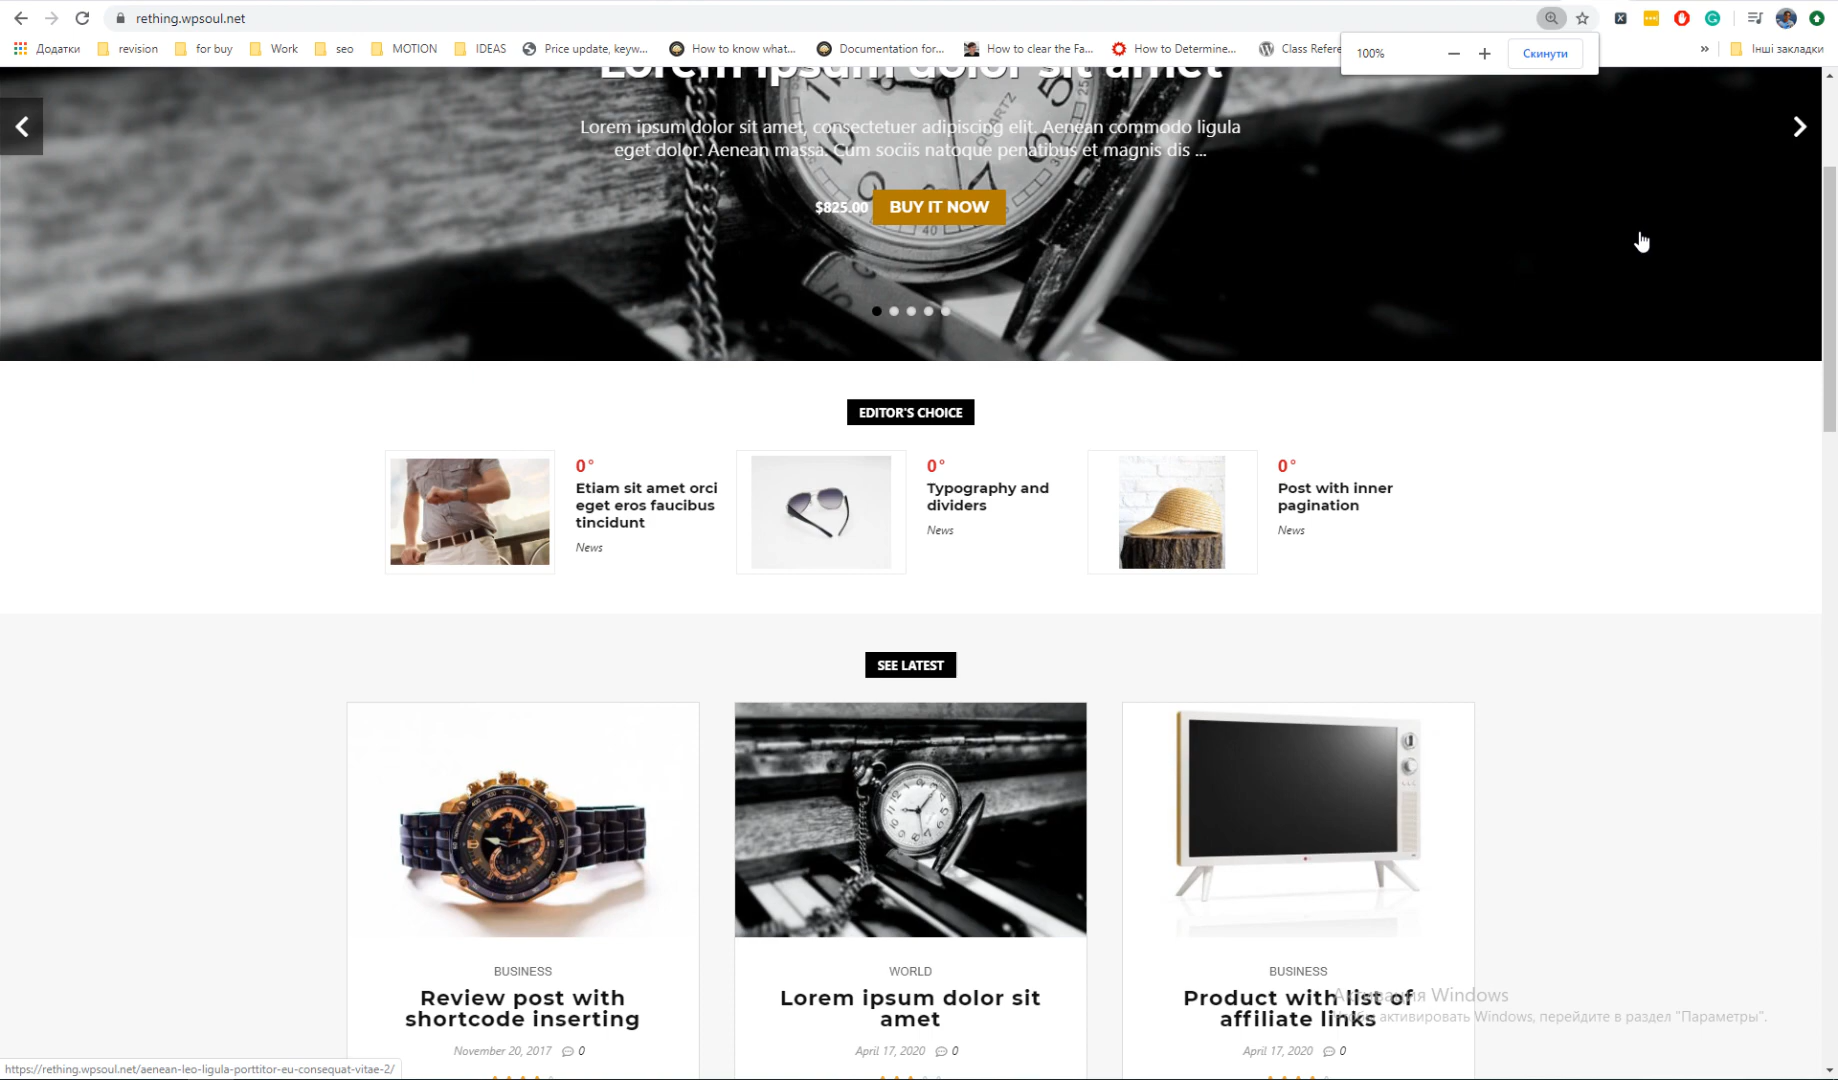 rething.wpsoul.net
Додатки
revision
for buy
Work
seo
MOTION
IDEAS
Price update, keyw...
How to know what...
Documentation for...
How to clear the Fa...
How to Determine...
Class Refere
100%
Скинути
»
Інші закладки
Lorem ipsum dolor sit amet
Lorem ipsum dolor sit amet, consectetuer adipiscing elit. Aenean commodo ligula
eget dolor. Aenean massa. Cum sociis natoque penatibus et magnis dis ...
$825.00 BUY IT NOW
EDITOR'S CHOICE
0°
Etiam sit amet orci
eget eros faucibus
tincidunt
News
0°
Typography and
dividers
News
0°
Post with inner
pagination
News
SEE LATEST
BUSINESS
Review post with
shortcode inserting
November 20, 2017 0
WORLD
Lorem ipsum dolor sit
amet
April 17, 2020 0
BUSINESS
Product with list of
affiliate links
April 17, 2020 0
Активация Windows
Чтобы активировать Windows, перейдите в раздел "Параметры".
https://rething.wpsoul.net/aenean-leo-ligula-porttitor-eu-consequat-vitae-2/